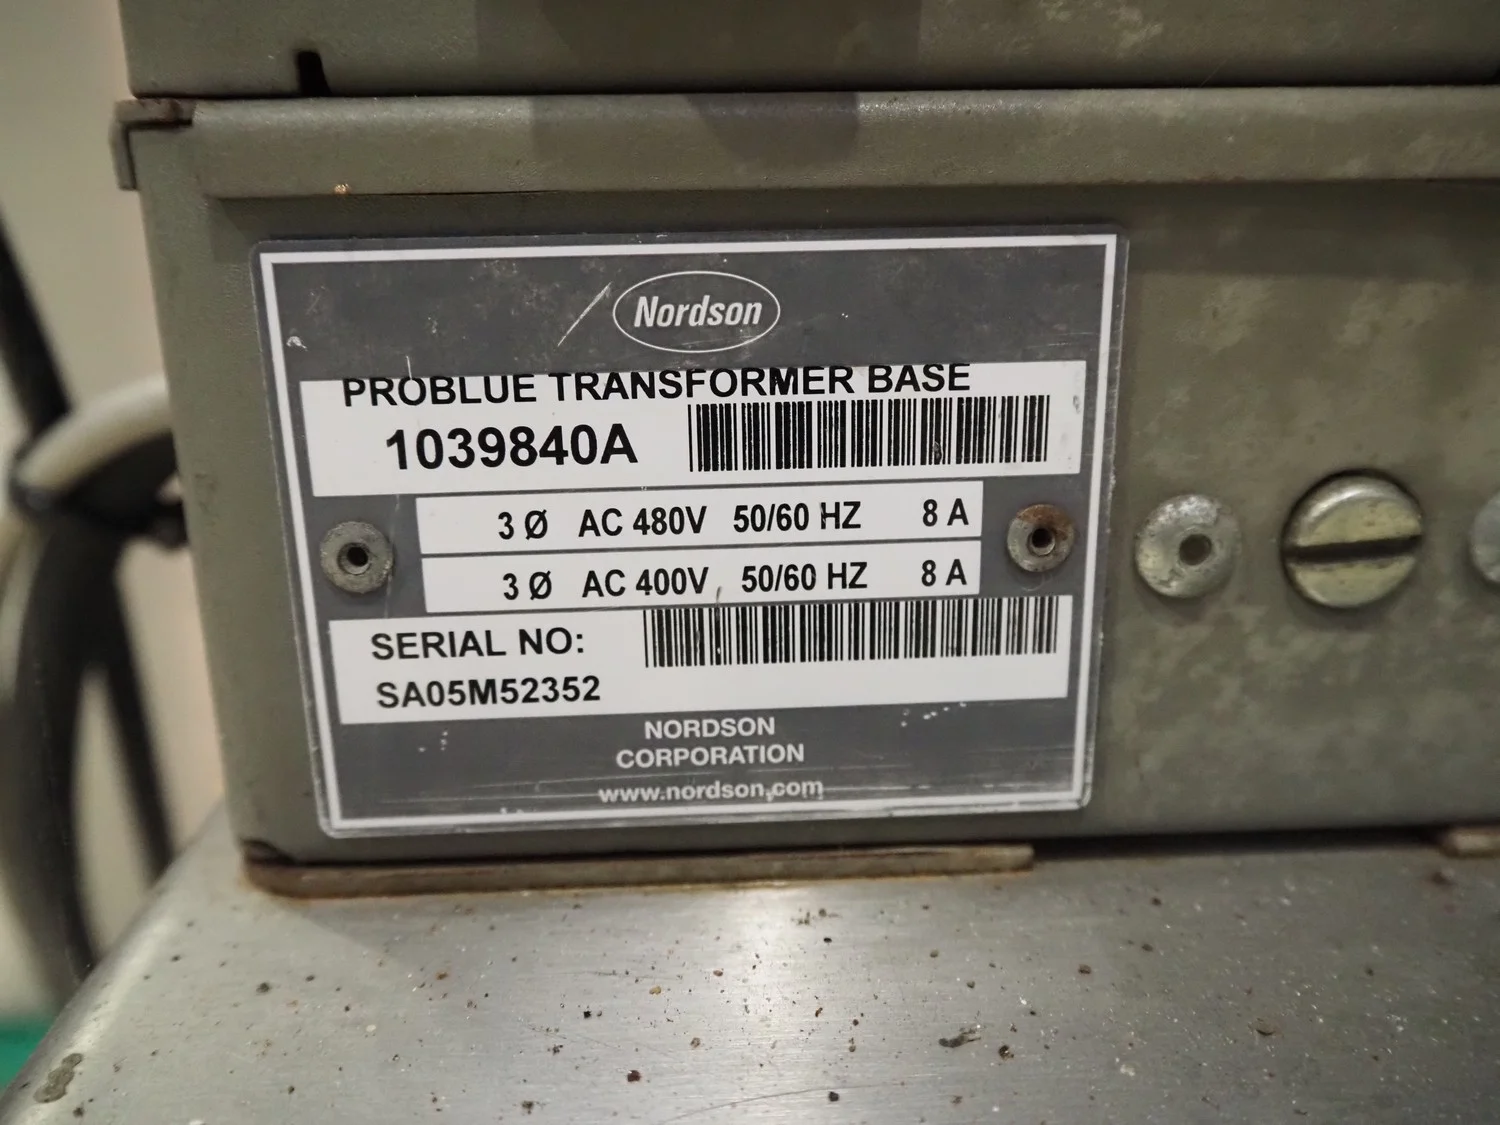 Nordson
PROBLUE TRANSFORMER BASE
1039840A
3 Ø AC 480V 50/60 HZ 8 A
3 Ø AC 400V 50/60 HZ 8 A
SERIAL NO:
SA05M52352
NORDSON
CORPORATION
www.nordson.com